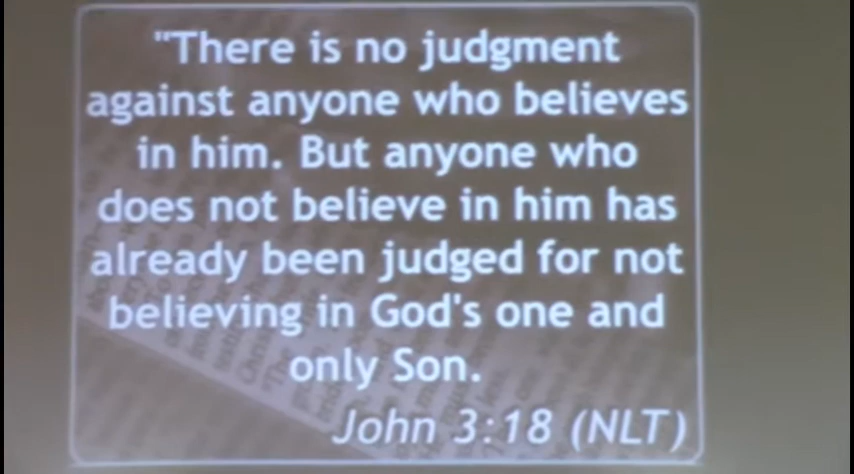 "There is no judgment
against anyone who believes
in him. But anyone who
does not believe in him has
already been judged for not
believing in God's one and
only Son.
John 3:18 (NLT)